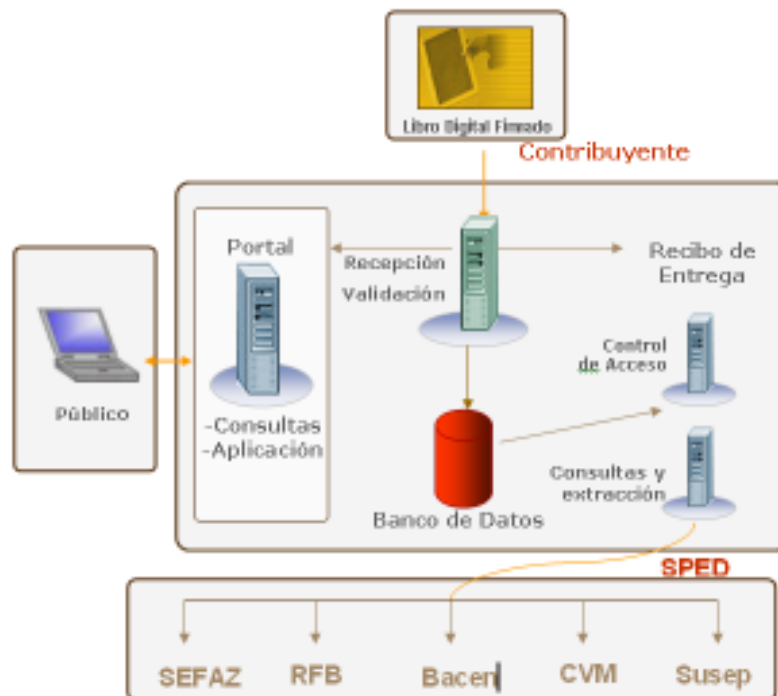 Libro Digital Fimrado
Contribuyente
Portal
Recepción
Validación
Recibo de
Entrega
Control
de Acceso
Público
-Consultas
-Aplicación
Consultas y
extracción
Banco de Datos
SPED
SEFAZ RFB Bacen CVM Susep